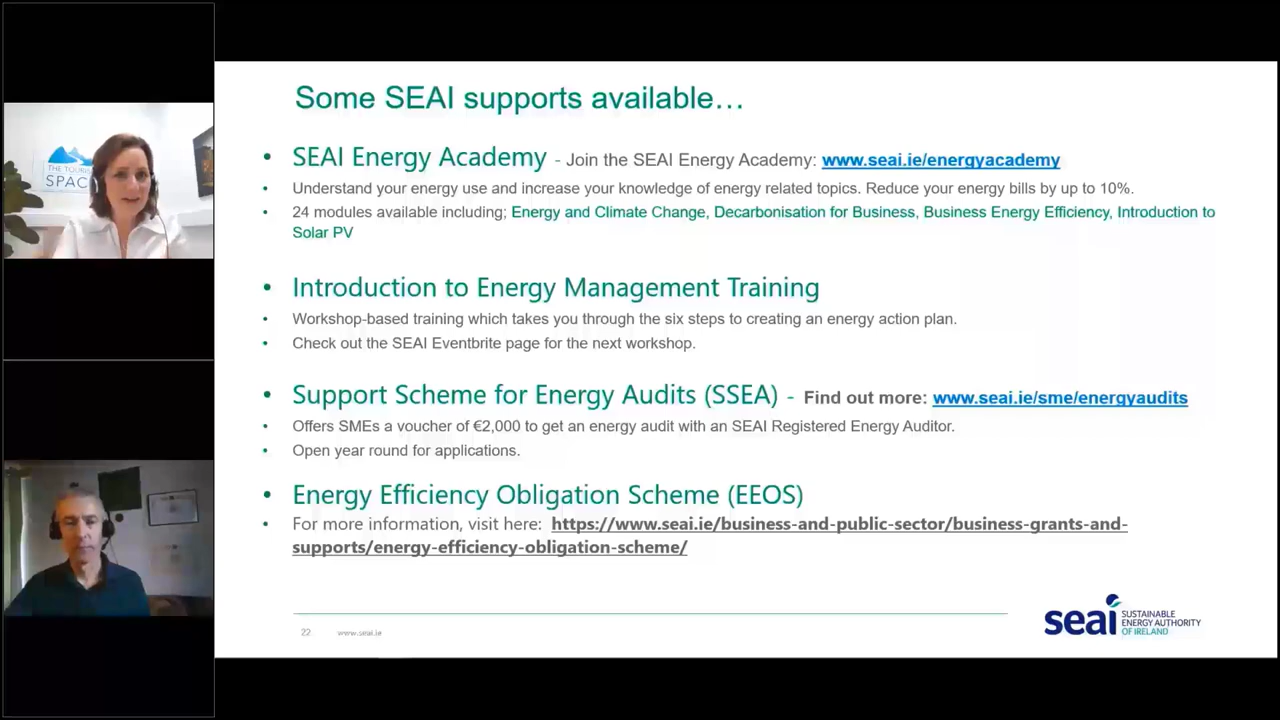 THE TOURIS
SPAC
Some SEAI supports available…
• SEAI Energy Academy - Join the SEAI Energy Academy: www.seai.ie/energyacademy
• Understand your energy use and increase your knowledge of energy related topics. Reduce your energy bills by up to 10%.
• 24 modules available including; Energy and Climate Change, Decarbonisation for Business, Business Energy Efficiency, Introduction to
Solar PV
• Introduction to Energy Management Training
• Workshop-based training which takes you through the six steps to creating an energy action plan.
• Check out the SEAI Eventbrite page for the next workshop.
• Support Scheme for Energy Audits (SSEA) - Find out more: www.seai.ie/sme/energyaudits
• Offers SMEs a voucher of €2,000 to get an energy audit with an SEAI Registered Energy Auditor.
• Open year round for applications.
• Energy Efficiency Obligation Scheme (EEOS)
• For more information, visit here: https://www.seai.ie/business-and-public-sector/business-grants-and-
supports/energy-efficiency-obligation-scheme/
22 www.seai.ie
seai SUSTAINABLE
ENERGY AUTHORITY
OF IRELAND